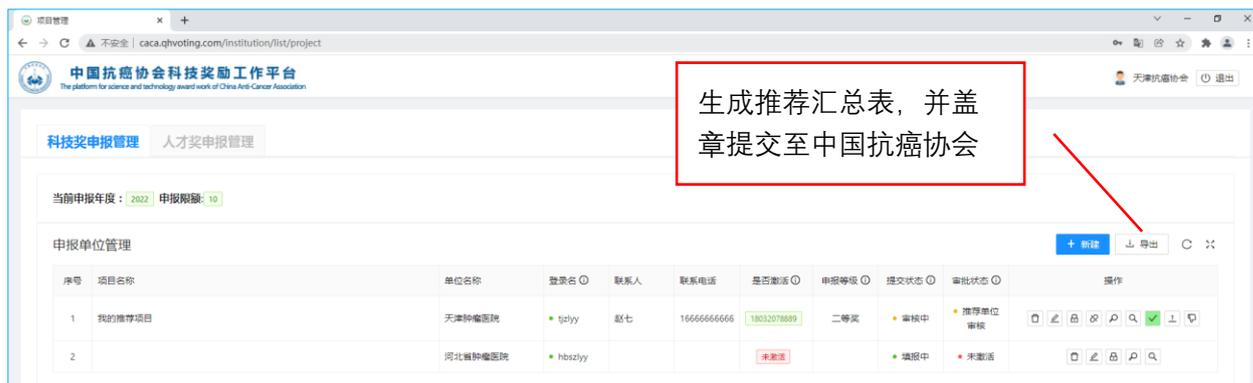 项目管理
不安全 | caca.qhvoting.com/institution/list/project
中国抗癌协会科技奖励工作平台
The platform for science and technology award work of China Anti-Cancer Association
天津抗癌协会 退出
生成推荐汇总表，并盖
章提交至中国抗癌协会
科技奖申报管理 人才奖申报管理
当前申报年度： 2022 申报限额: 10
申报单位管理
+ 新建 导出
序号 项目名称 单位名称 登录名 联系人 联系电话 是否激活 申报等级 提交状态 审批状态 操作
1 我的推荐项目 天津肿瘤医院 tjzlyy 赵七 16666666666 18032078889 二等奖 审核中 推荐单位
审核
2 河北省肿瘤医院 hbszlyy 未激活 填报中 未激活